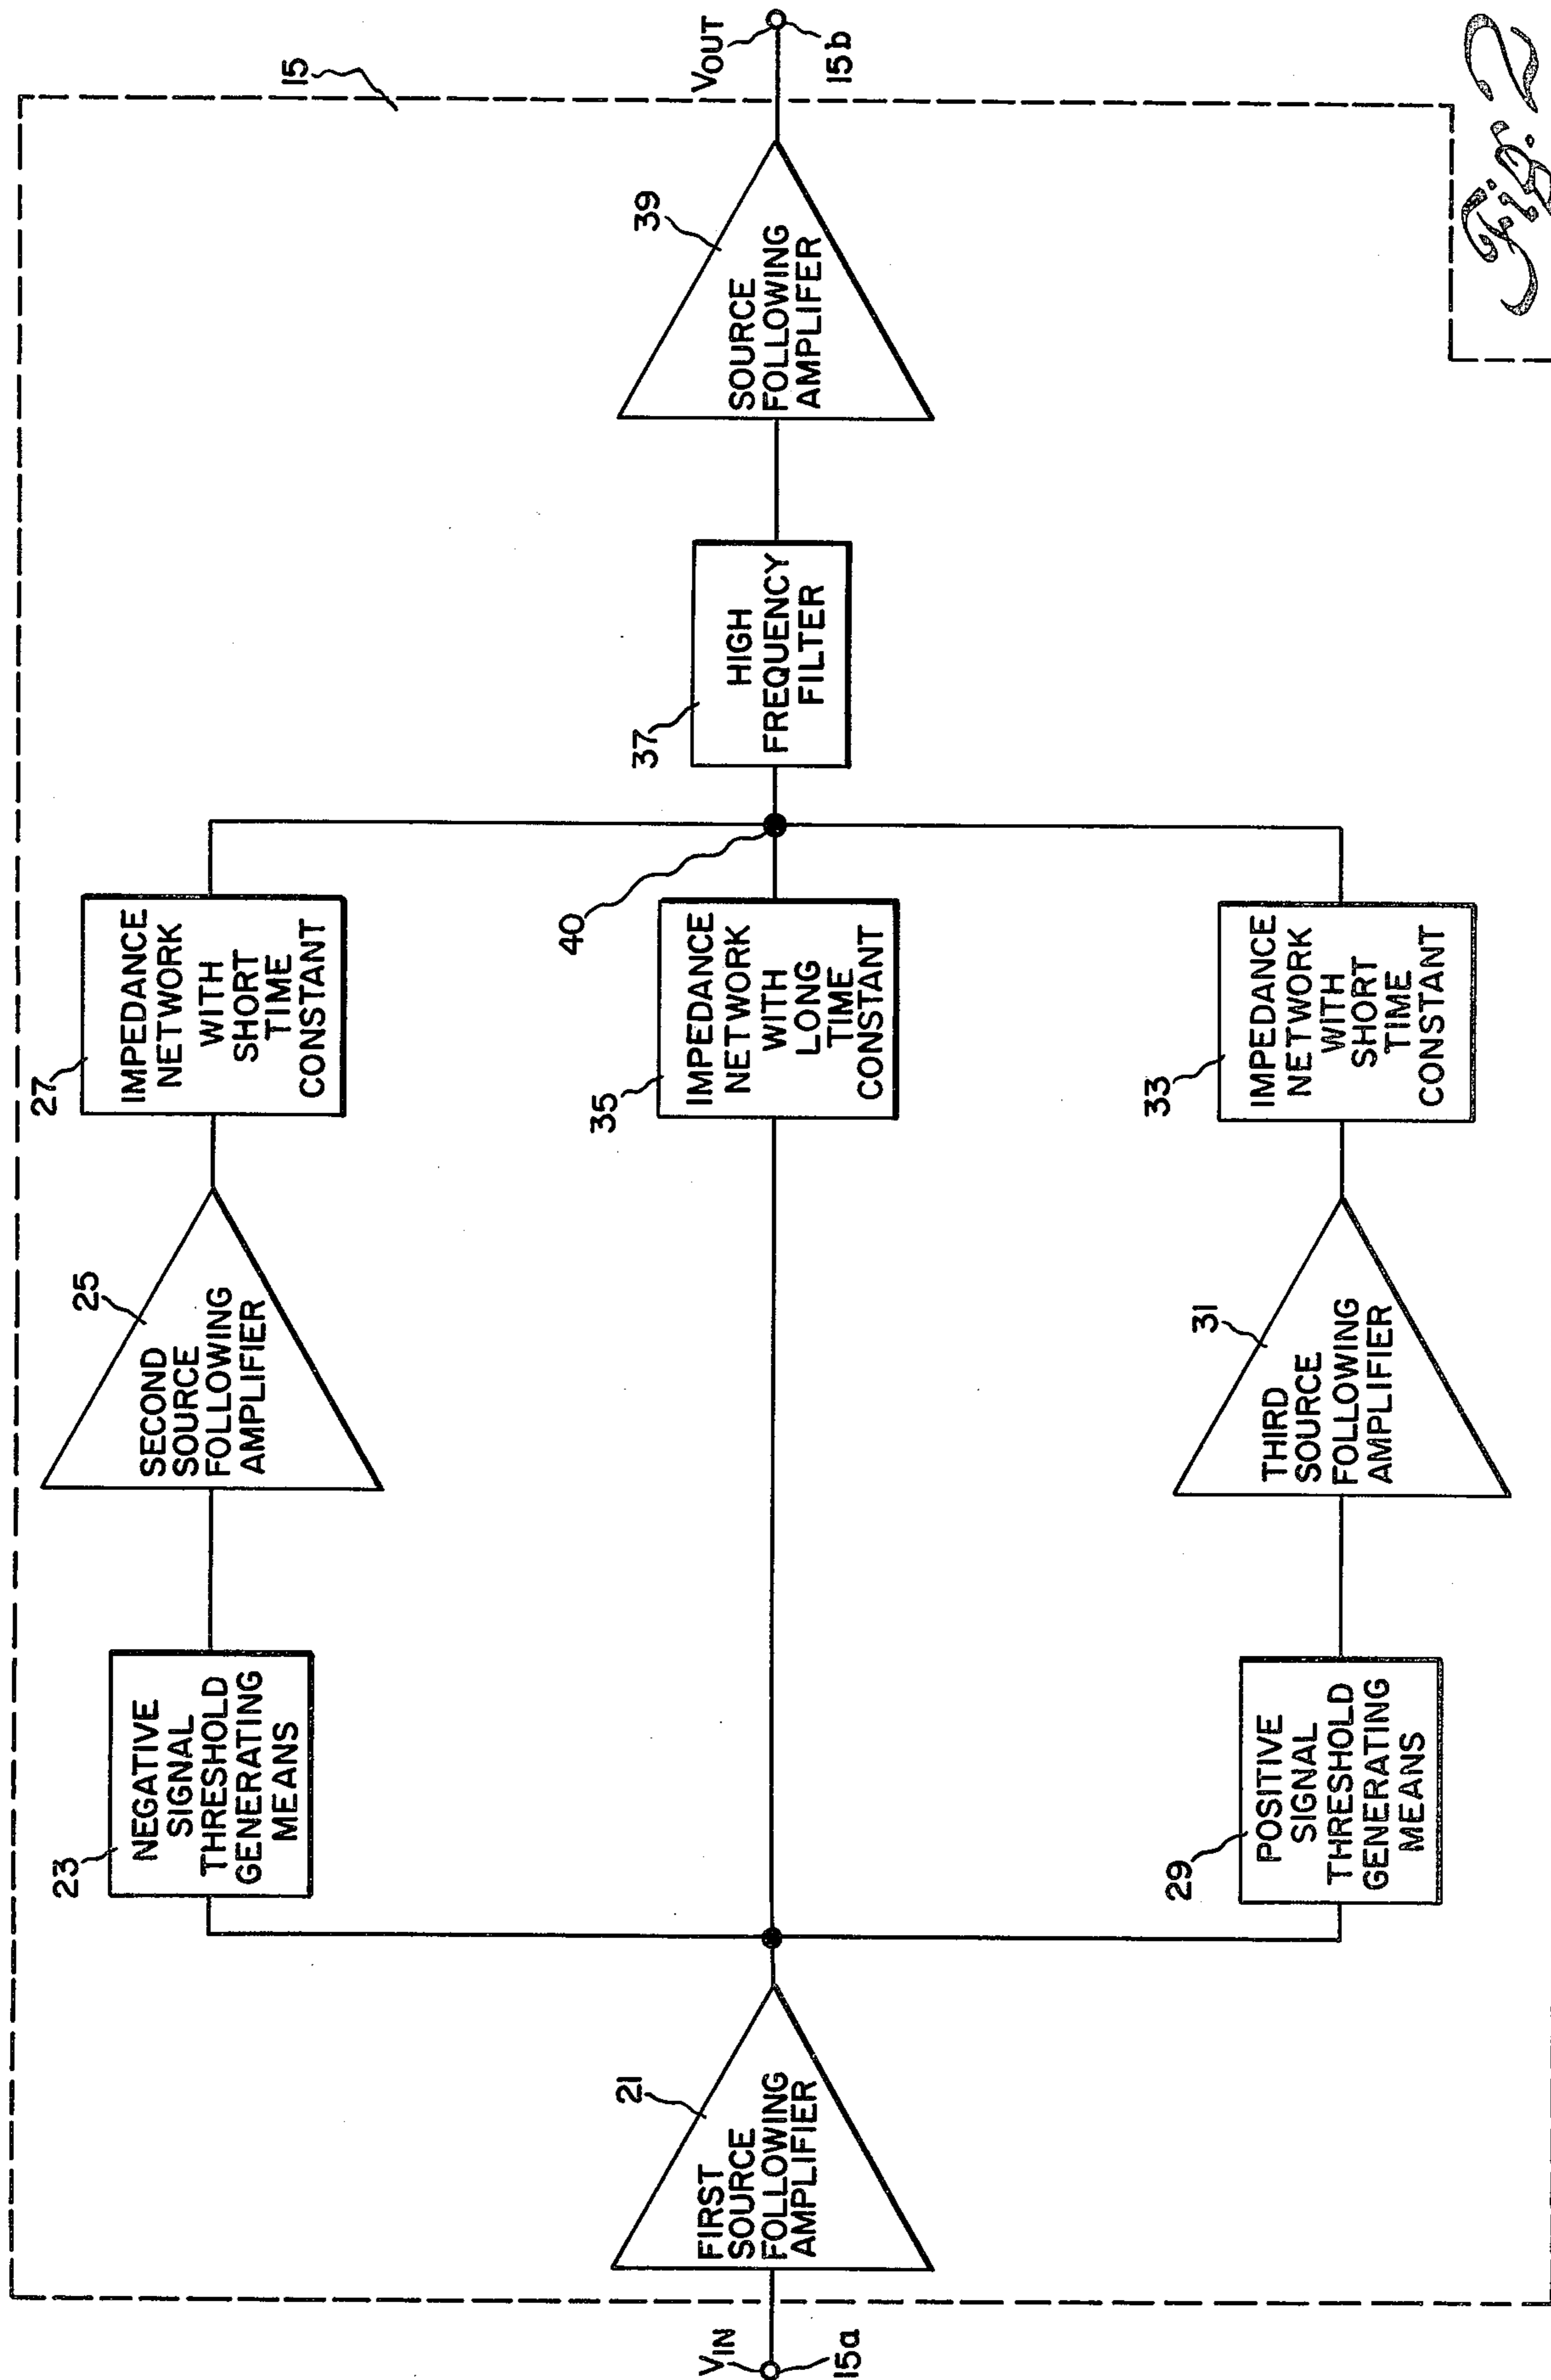 15
VIN
15a
21
FIRST
SOURCE
FOLLOWING
AMPLIFIER
23
NEGATIVE
SIGNAL
THRESHOLD
GENERATING
MEANS
25
SECOND
SOURCE
FOLLOWING
AMPLIFIER
27
IMPEDANCE
NETWORK
WITH
SHORT
TIME
CONSTANT
35
IMPEDANCE
NETWORK
WITH
LONG
TIME
CONSTANT
29
POSITIVE
SIGNAL
THRESHOLD
GENERATING
MEANS
31
THIRD
SOURCE
FOLLOWING
AMPLIFIER
33
IMPEDANCE
NETWORK
WITH
SHORT
TIME
CONSTANT
40
37
HIGH
FREQUENCY
FILTER
39
SOURCE
FOLLOWING
AMPLIFER
VOUT
15b
Fig. 2